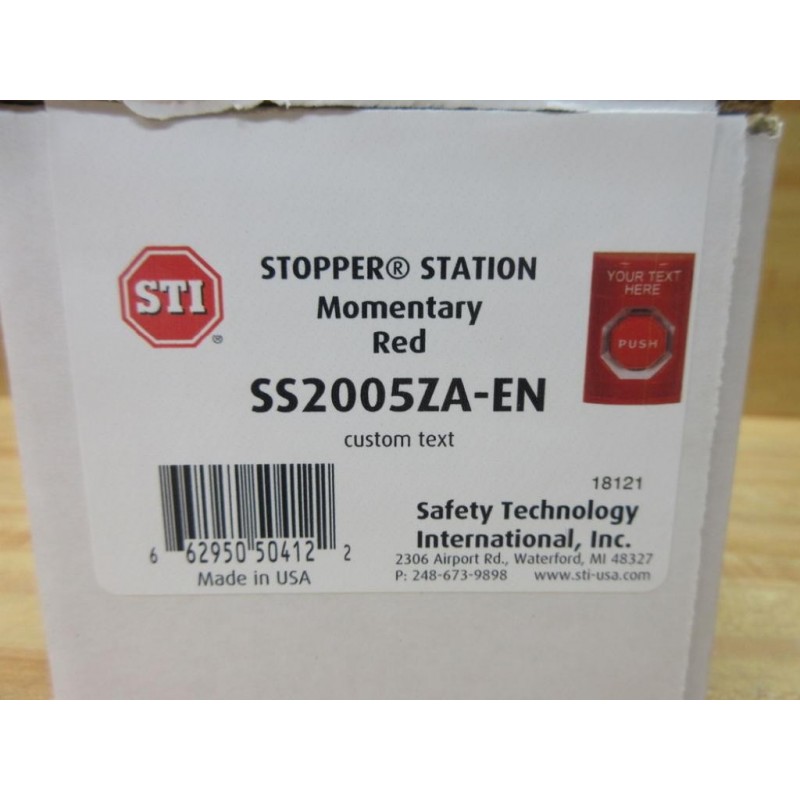 STI
®
STOPPER® STATION
Momentary
Red
SS2005ZA-EN
custom text
YOUR TEXT
HERE
PUSH
6 62950 50412 2
Made in USA
18121
Safety Technology
International, Inc.
2306 Airport Rd., Waterford, MI 48327
P: 248-673-9898 www.sti-usa.com